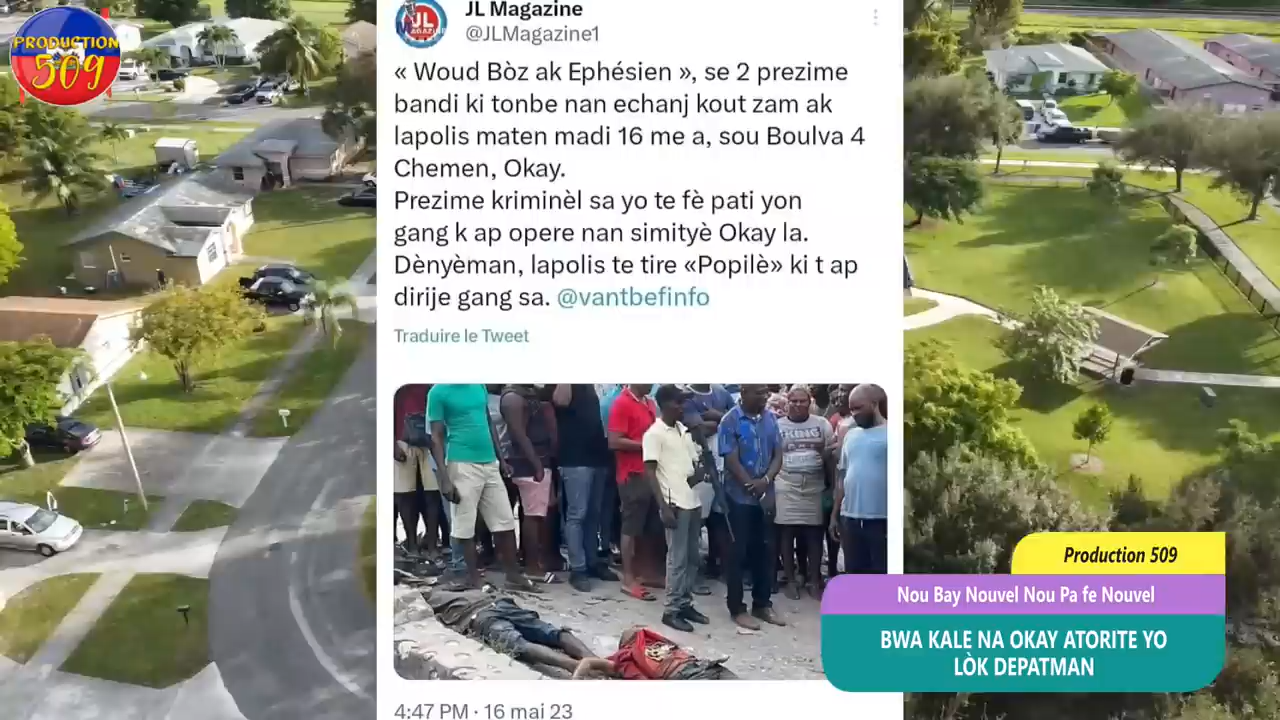 PRODUCTION
509
JL Magazine
@JLMagazine1
« Woud Bòz ak Ephésien », se 2 prezime
bandi ki tonbe nan echanj kout zam ak
lapolis maten madi 16 me a, sou Boulva 4
Chemen, Okay.
Prezime kriminèl sa yo te fè pati yon
gang k ap opere nan simityè Okay la.
Dènyèman, lapolis te tire «Popilè» ki t ap
dirije gang sa. @vantbefinfo
Traduire le Tweet
4:47 PM · 16 mai 23
Production 509
Nou Bay Nouvel Nou Pa fe Nouvel
BWA KALE NA OKAY ATORITE YO
LÒK DEPATMAN